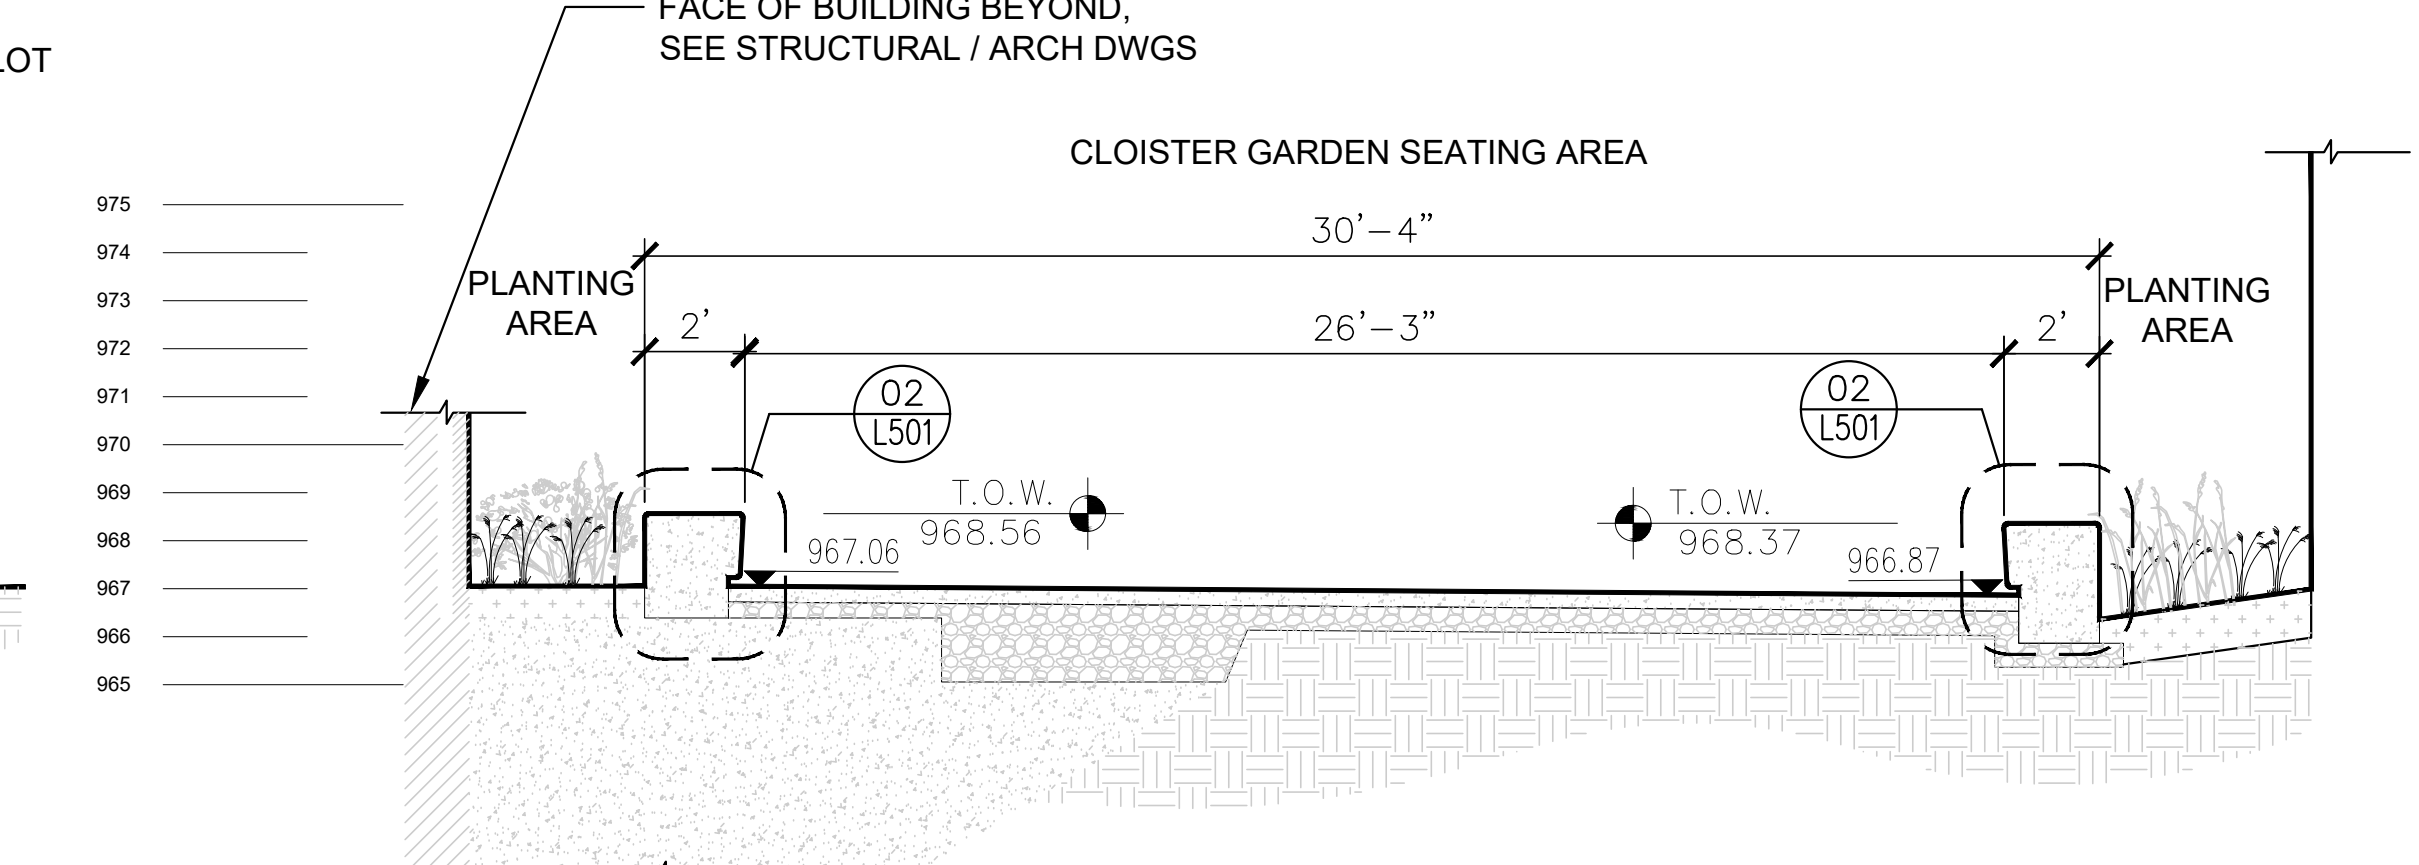 FACE OF BUILDING BEYOND,
SEE STRUCTURAL / ARCH DWGS
LOT
CLOISTER GARDEN SEATING AREA
975
974
973
972
971
970
969
968
967
966
965
30’-4”
PLANTING
AREA
2’
26’-3”
2’
PLANTING
AREA
02
L501
02
L501
T.O.W.
968.56
967.06
T.O.W.
968.37
966.87